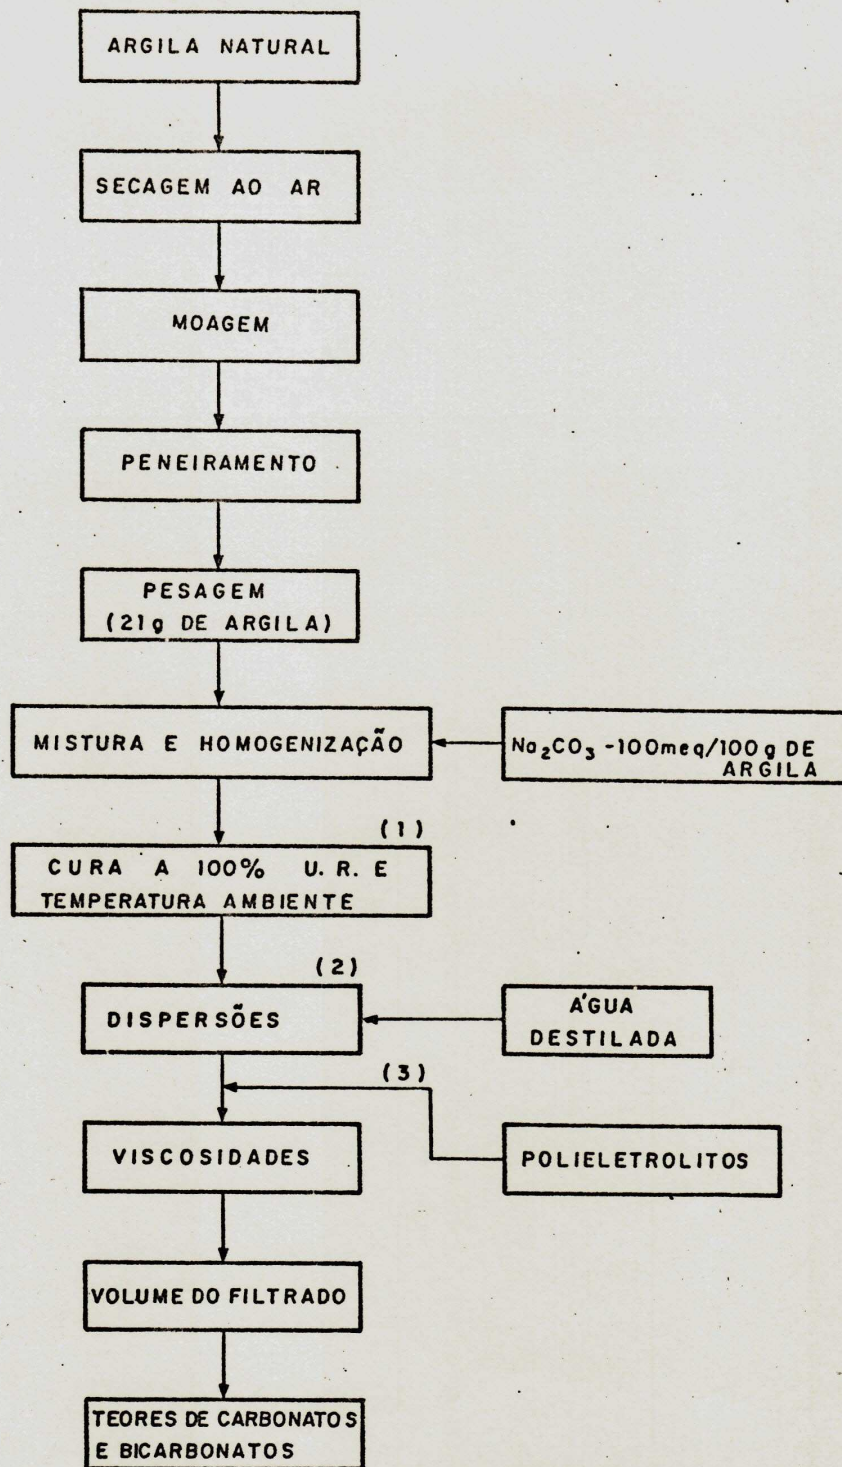 ARGILA NATURAL
SECAGEM AO AR
MOAGEM
PENEIRAMENTO
PESAGEM
(21g DE ARGILA)
MISTURA E HOMOGENIZAÇÃO
Na₂CO₃ -100meq/100g DE
ARGILA
(1)
CURA A 100% U.R. E
TEMPERATURA AMBIENTE
(2)
DISPERSÕES
ÁGUA
DESTILADA
(3)
VISCOSIDADES
POLIELETROLITOS
VOLUME DO FILTRADO
TEORES DE CARBONATOS
E BICARBONATOS